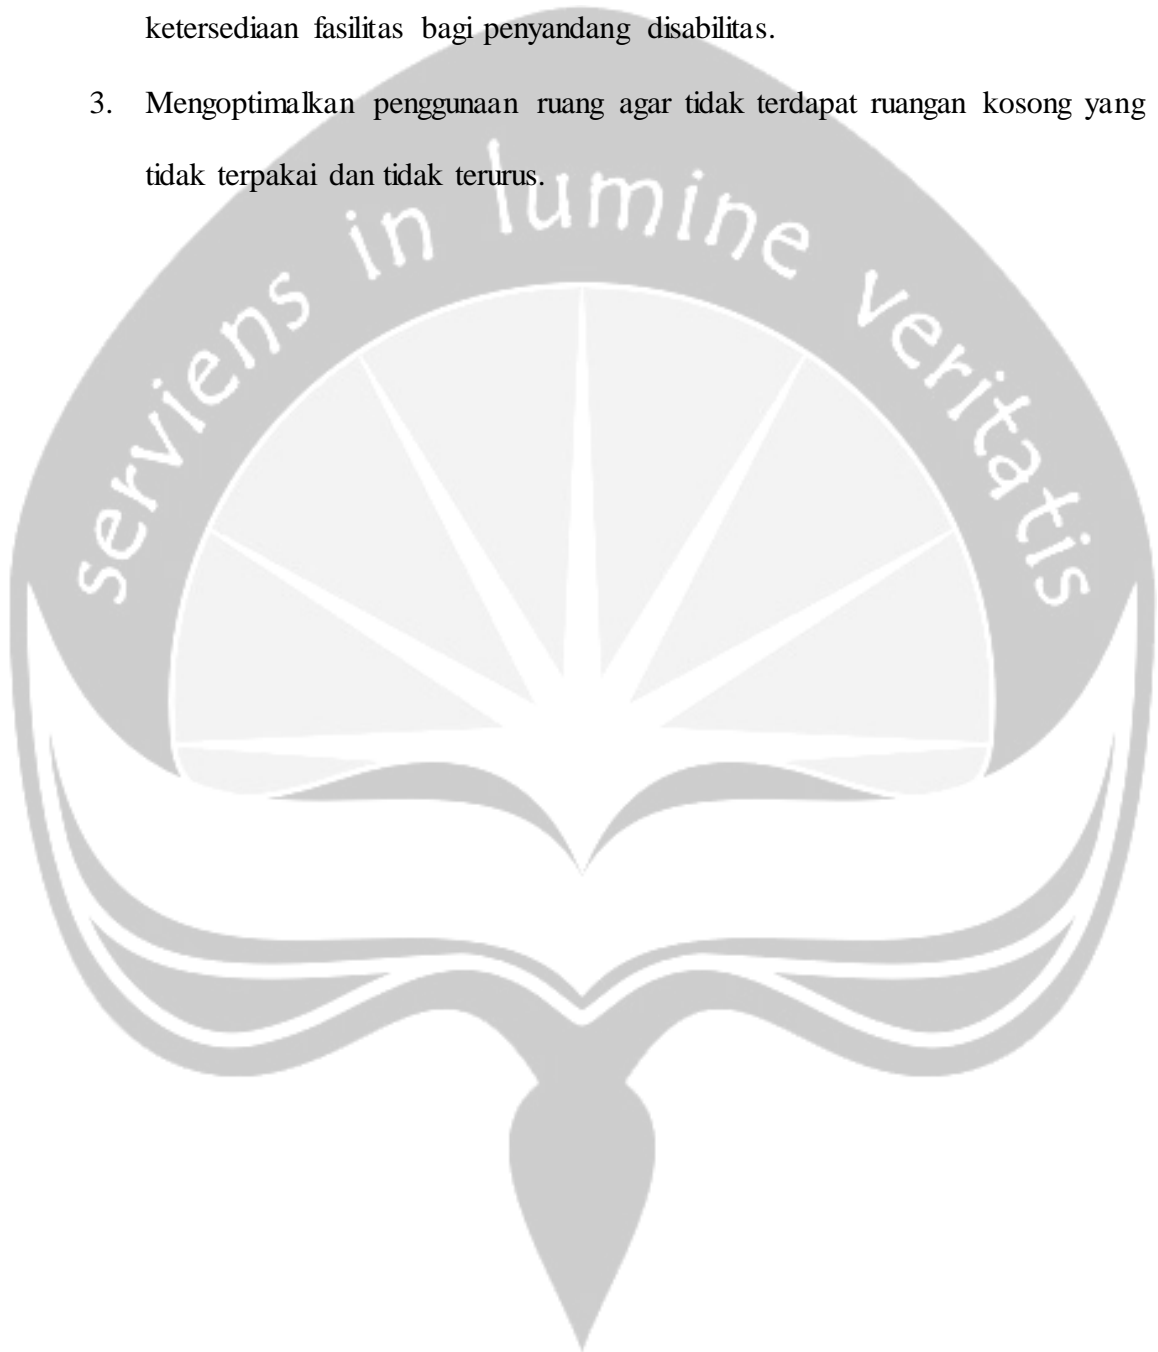 ketersediaan fasilitas bagi penyandang disabilitas.
3. Mengoptimalkan penggunaan ruang agar tidak terdapat ruangan kosong yang
tidak terpakai dan tidak terurus.
serviens in lumine veritatis